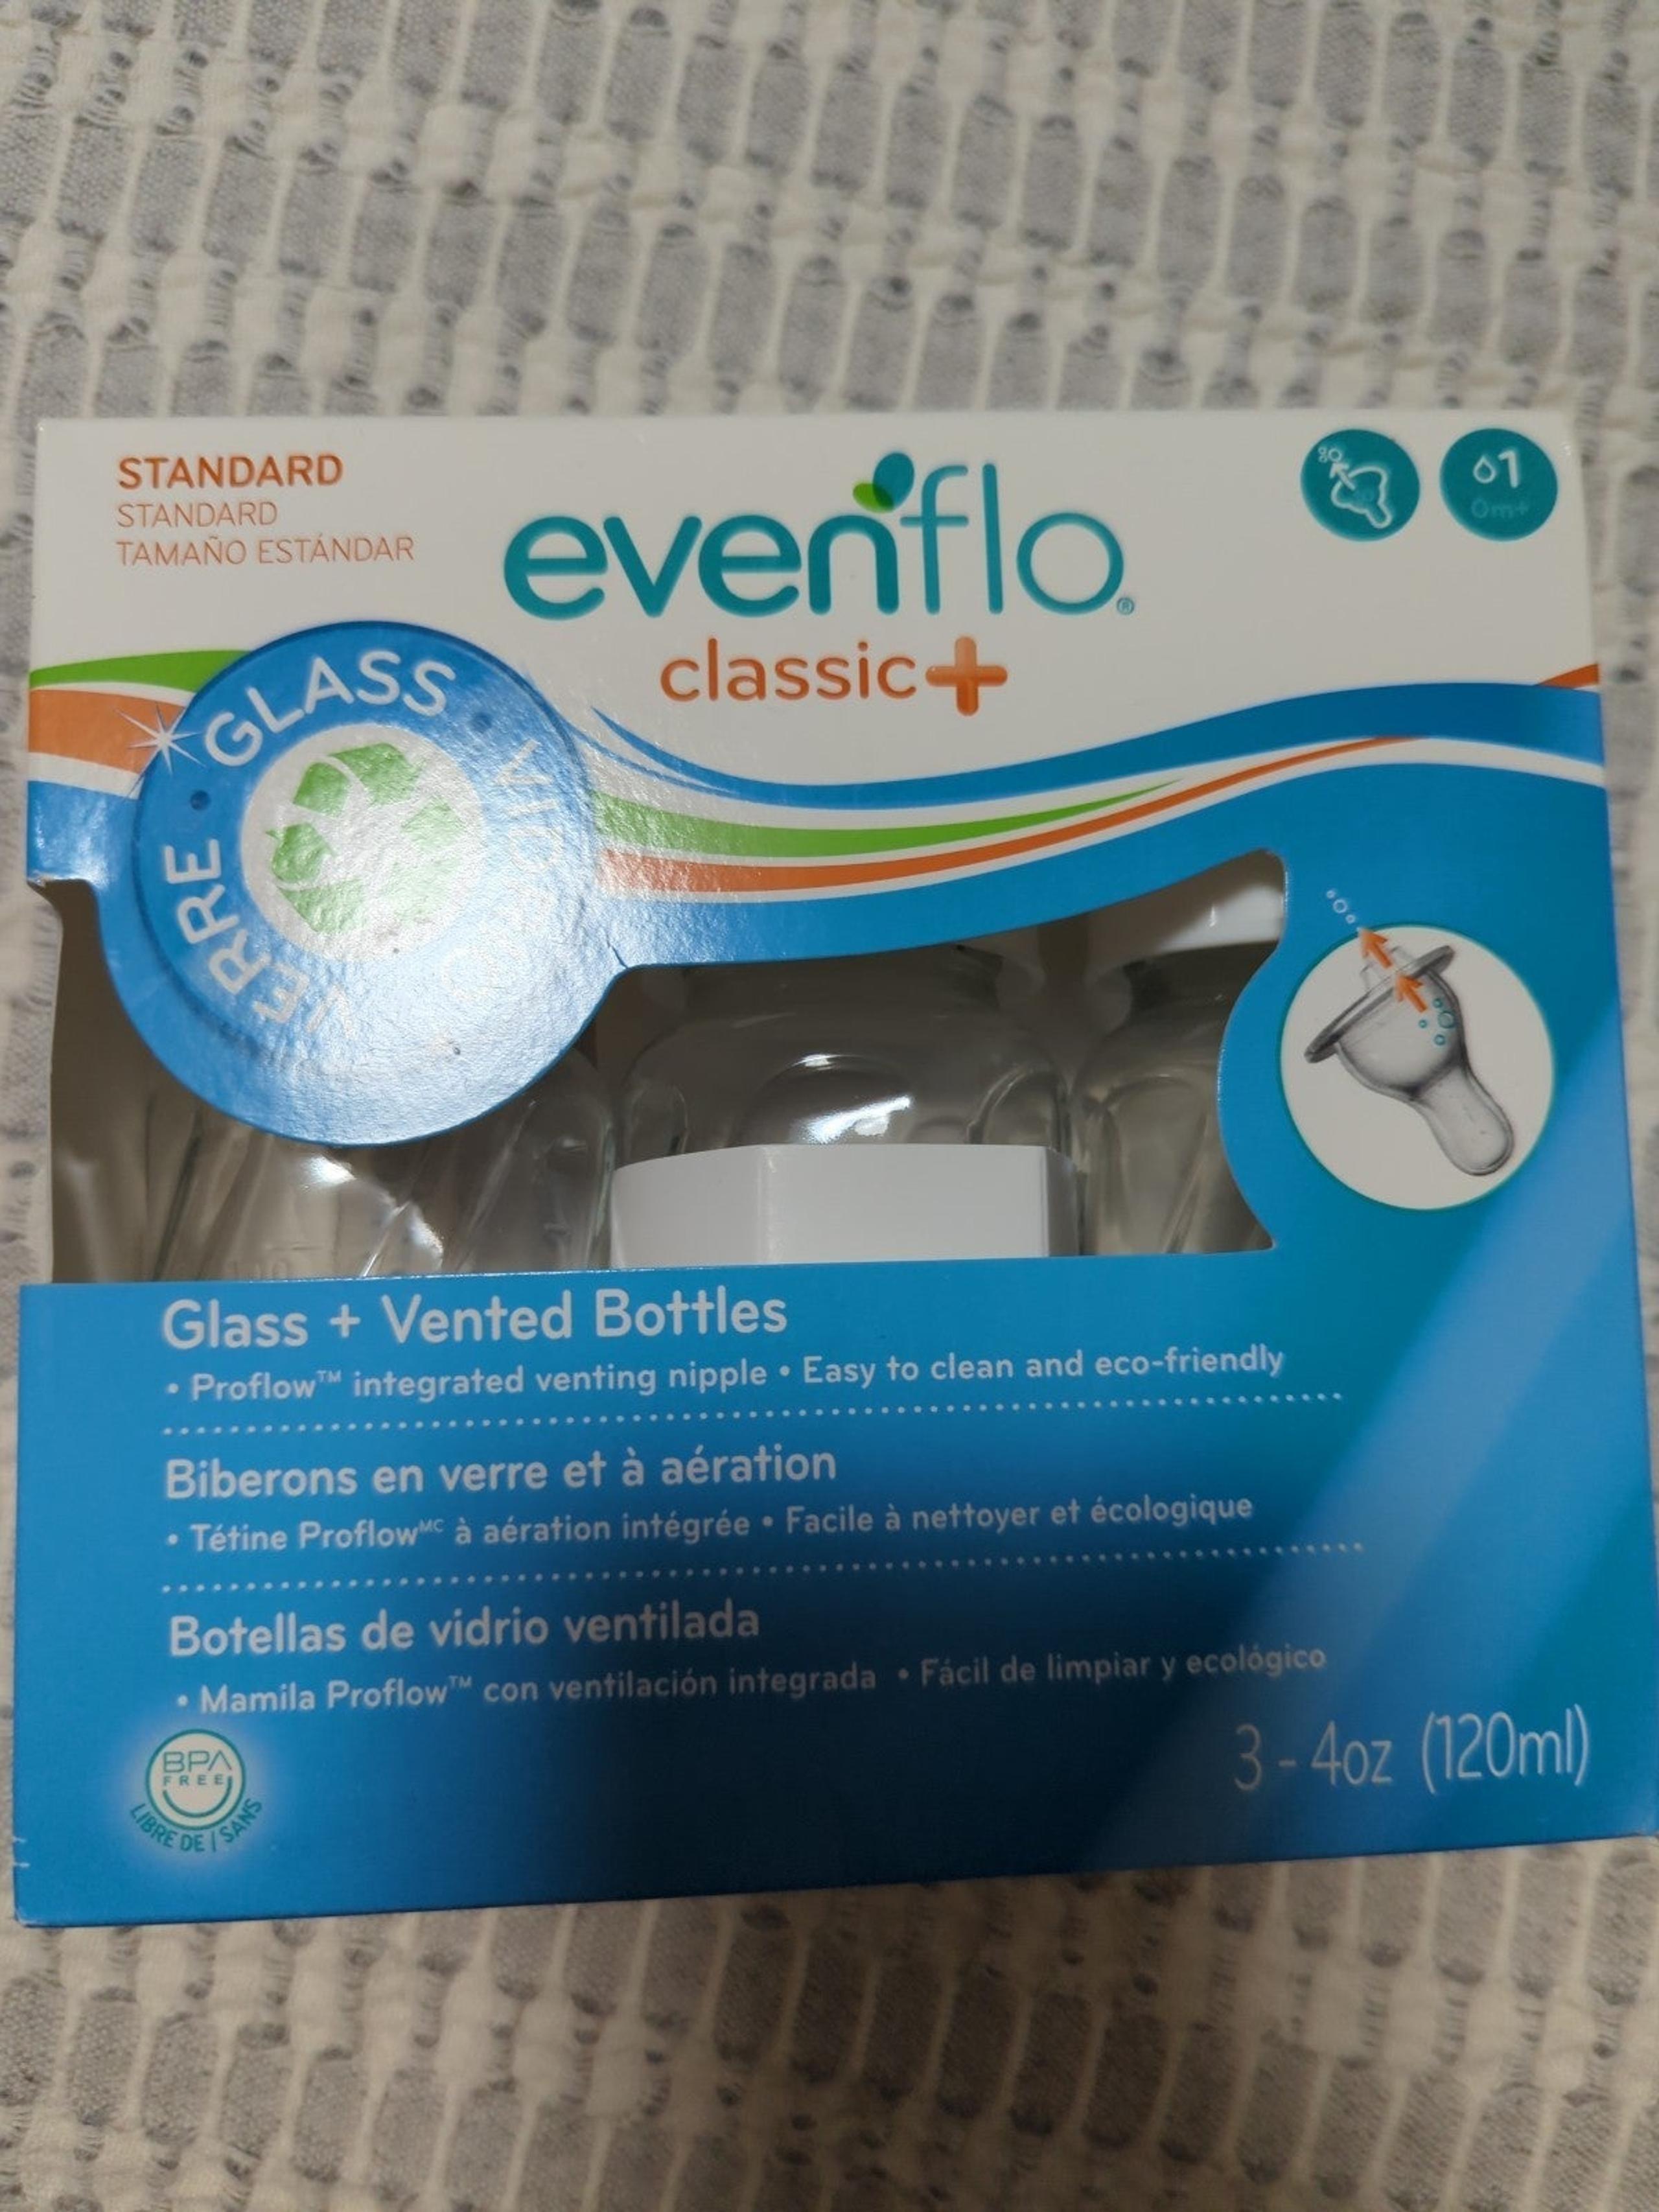 STANDARD
STANDARD
TAMAÑO ESTÁNDAR
evenflo®
classic+
1
0m+
GLASS • VIDRIO • VERRE •
Glass + Vented Bottles
• Proflow™ integrated venting nipple • Easy to clean and eco-friendly
Biberons en verre et à aération
• Tétine Proflowᴹᶜ à aération intégrée • Facile à nettoyer et écologique
Botellas de vidrio ventilada
• Mamila Proflow™ con ventilación integrada • Fácil de limpiar y ecológico
BPA
FREE
LIBRE DE | SANS
3 - 4oz (120ml)